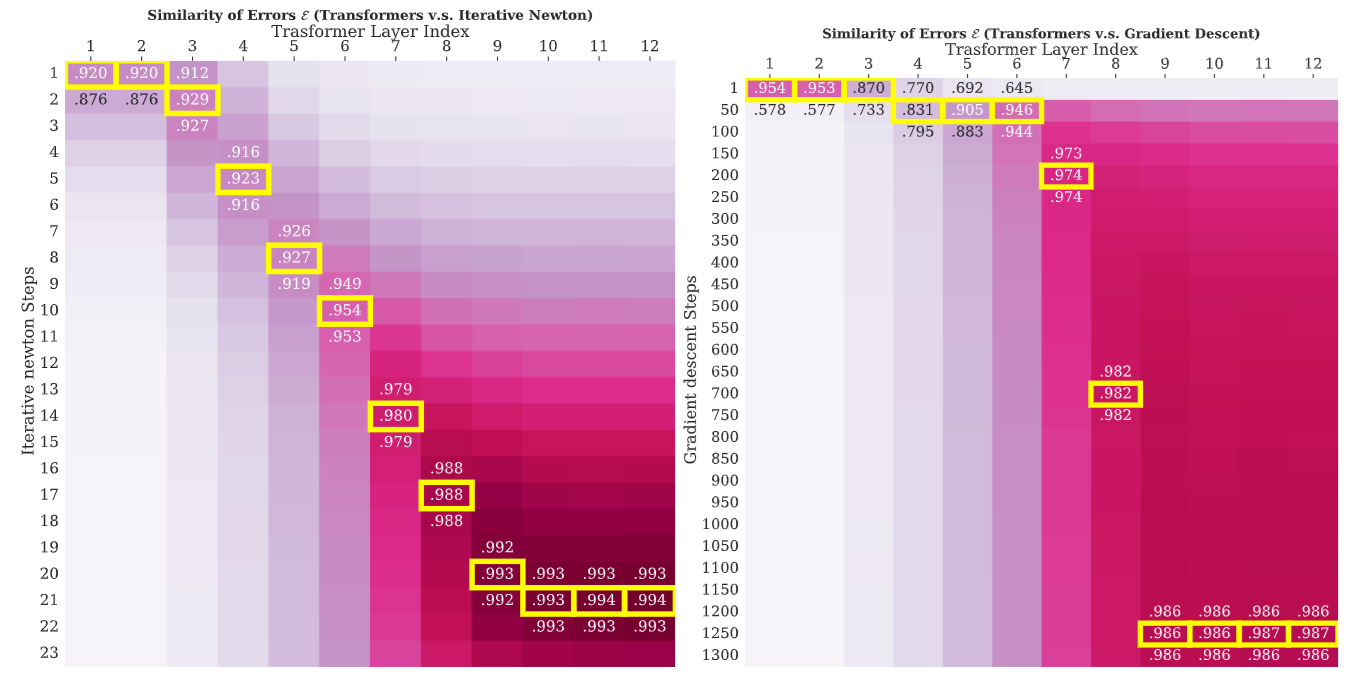 Similarity of Errors ℰ (Transformers v.s. Iterative Newton)
Trasformer Layer Index
1 2 3 4 5 6 7 8 9 10 11 12
Iterative newton Steps
1 .920 .920 .912
2 .876 .876 .929
3 .927
4 .916
5 .923
6 .916
7 .926
8 .927
9 .919 .949
10 .954
11 .953
12
13 .979
14 .980
15 .979
16 .988
17 .988
18 .988
19 .992
20 .993 .993 .993 .993
21 .992 .993 .994 .994
22 .993 .993 .993
23
Similarity of Errors ℰ (Transformers v.s. Gradient Descent)
Trasformer Layer Index
1 2 3 4 5 6 7 8 9 10 11 12
Gradient descent Steps
1 .954 .953 .870 .770 .692 .645
50 .578 .577 .733 .831 .905 .946
100 .795 .883 .944
150 .973
200 .974
250 .974
300
350
400
450
500
550
600
650 .982
700 .982
750 .982
800
850
900
950
1000
1050
1100
1150
1200 .986 .986 .986 .986
1250 .986 .986 .987 .987
1300 .986 .986 .986 .986